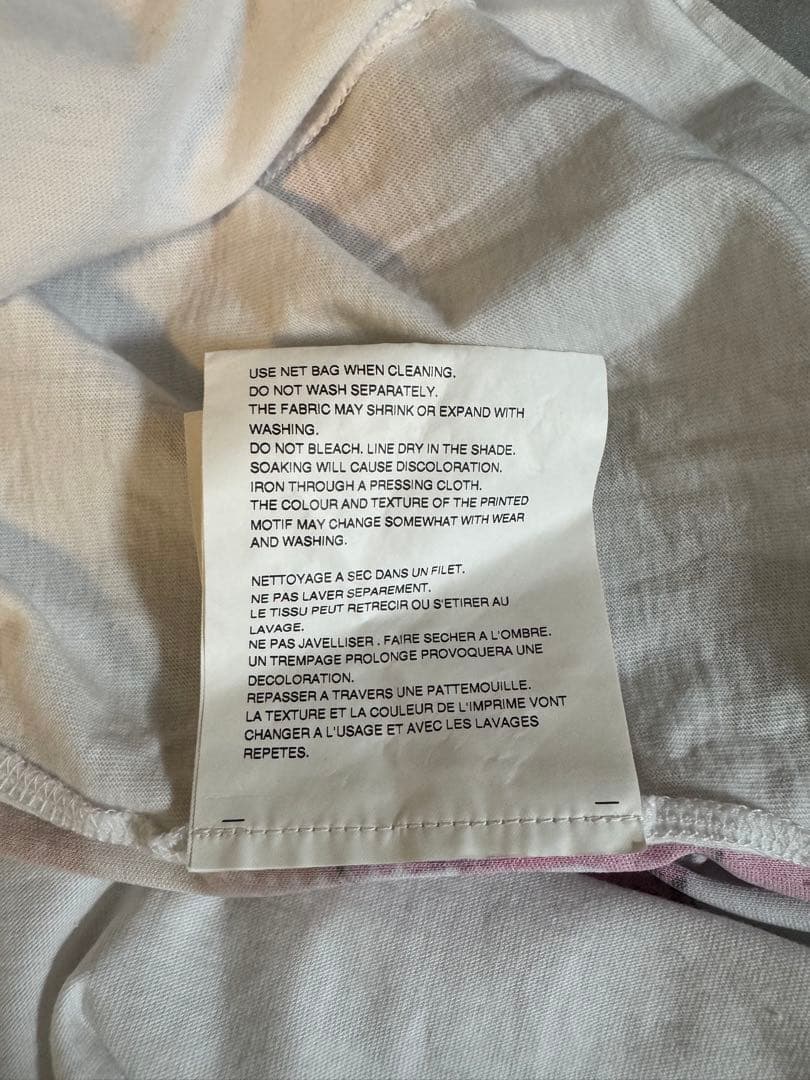 USE NET BAG WHEN CLEANING.
DO NOT WASH SEPARATELY.
THE FABRIC MAY SHRINK OR EXPAND WITH
WASHING.
DO NOT BLEACH. LINE DRY IN THE SHADE.
SOAKING WILL CAUSE DISCOLORATION.
IRON THROUGH A PRESSING CLOTH.
THE COLOUR AND TEXTURE OF THE PRINTED
MOTIF MAY CHANGE SOMEWHAT WITH WEAR
AND WASHING.
NETTOYAGE A SEC DANS UN FILET.
NE PAS LAVER SEPAREMENT.
LE TISSU PEUT RETRECIR OU S'ETIRER AU
LAVAGE.
NE PAS JAVELLISER . FAIRE SECHER A L'OMBRE.
UN TREMPAGE PROLONGE PROVOQUERA UNE
DECOLORATION.
REPASSER A TRAVERS UNE PATTEMOUILLE.
LA TEXTURE ET LA COULEUR DE L'IMPRIME VONT
CHANGER A L'USAGE ET AVEC LES LAVAGES
REPETES.